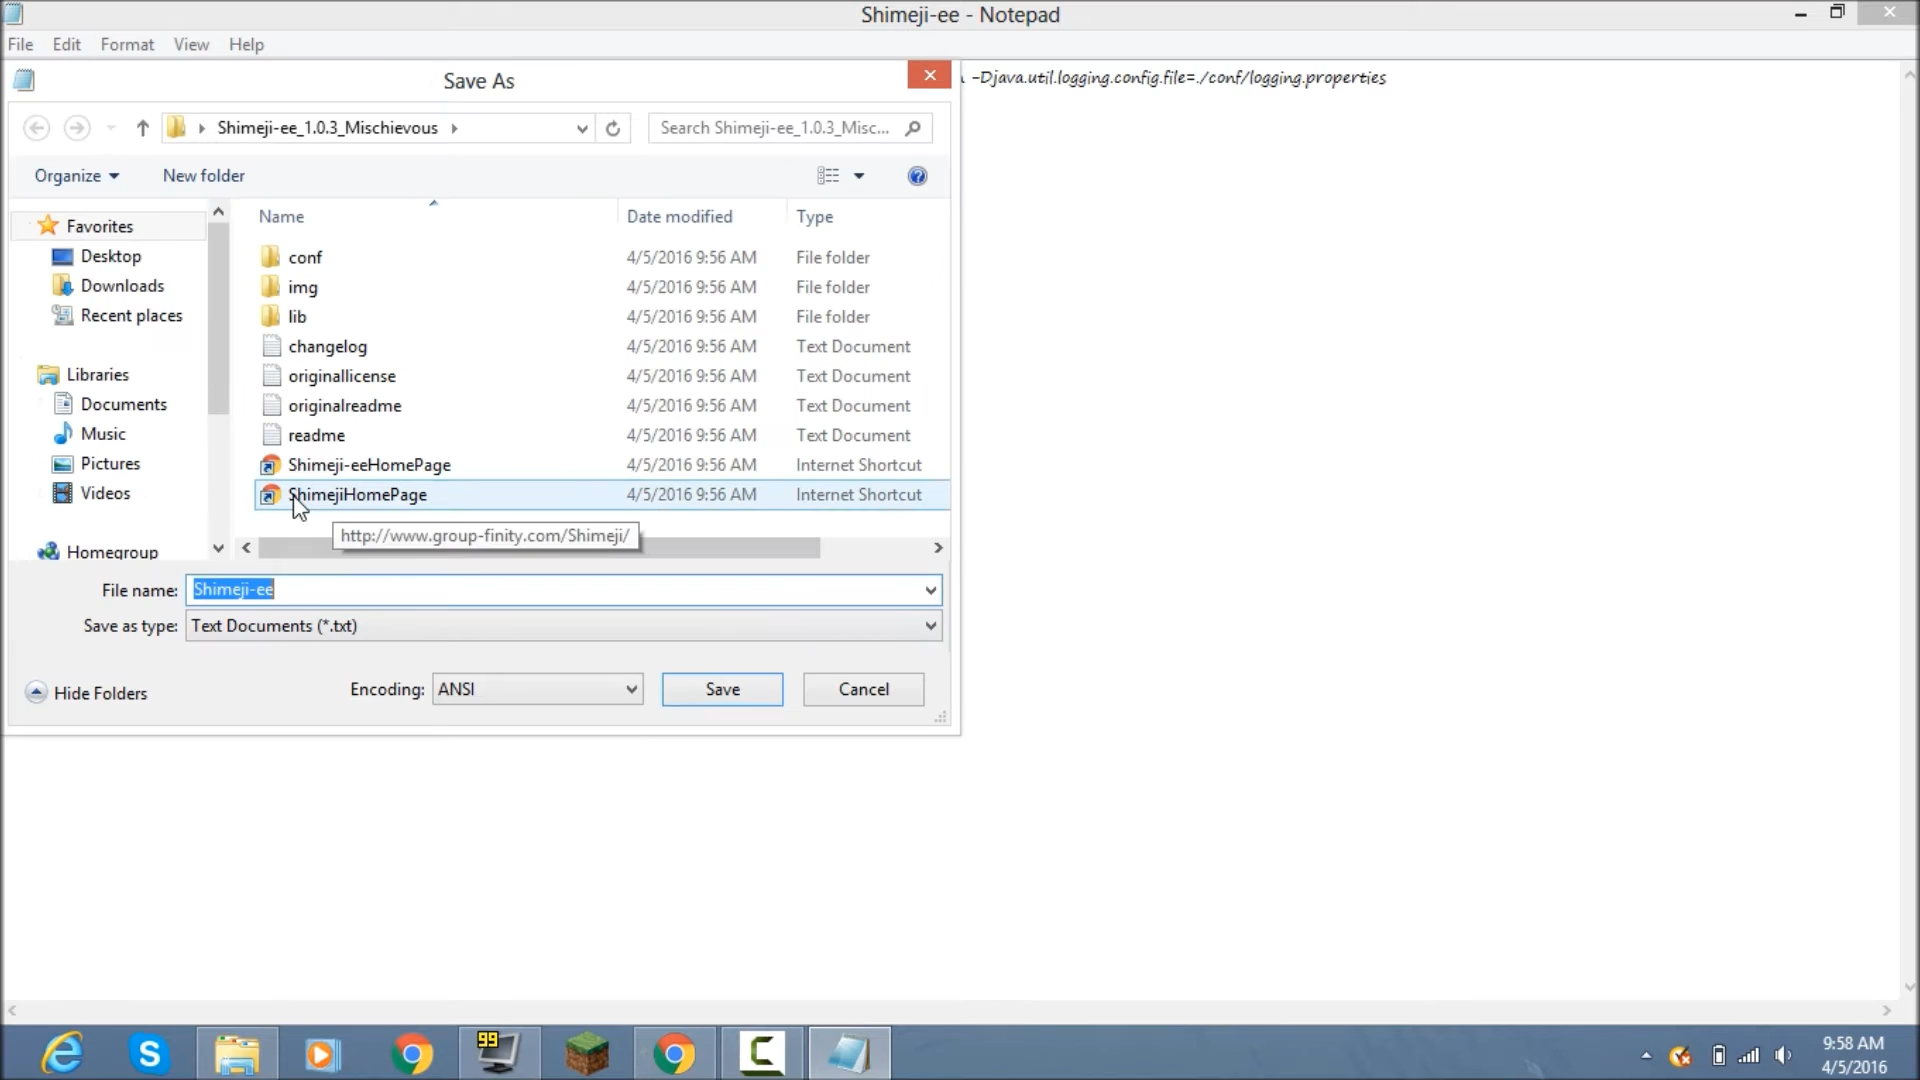 Shimeji-ee - Notepad
File Edit Format View Help
Save As
-Djava.util.logging.config.file=./conf/logging.properties
Shimeji-ee_1.0.3_Mischievous
Search Shimeji-ee_1.0.3_Misc...
Organize New folder
Name Date modified Type
Favorites
Desktop
Downloads
Recent places
Libraries
Documents
Music
Pictures
Videos
Homegroup
conf 4/5/2016 9:56 AM File folder
img 4/5/2016 9:56 AM File folder
lib 4/5/2016 9:56 AM File folder
changelog 4/5/2016 9:56 AM Text Document
originallicense 4/5/2016 9:56 AM Text Document
originalreadme 4/5/2016 9:56 AM Text Document
readme 4/5/2016 9:56 AM Text Document
Shimeji-eeHomePage 4/5/2016 9:56 AM Internet Shortcut
ShimejiHomePage 4/5/2016 9:56 AM Internet Shortcut
http://www.group-finity.com/Shimeji/
File name: Shimeji-ee
Save as type: Text Documents (*.txt)
Hide Folders Encoding: ANSI Save Cancel
99
9:58 AM
4/5/2016